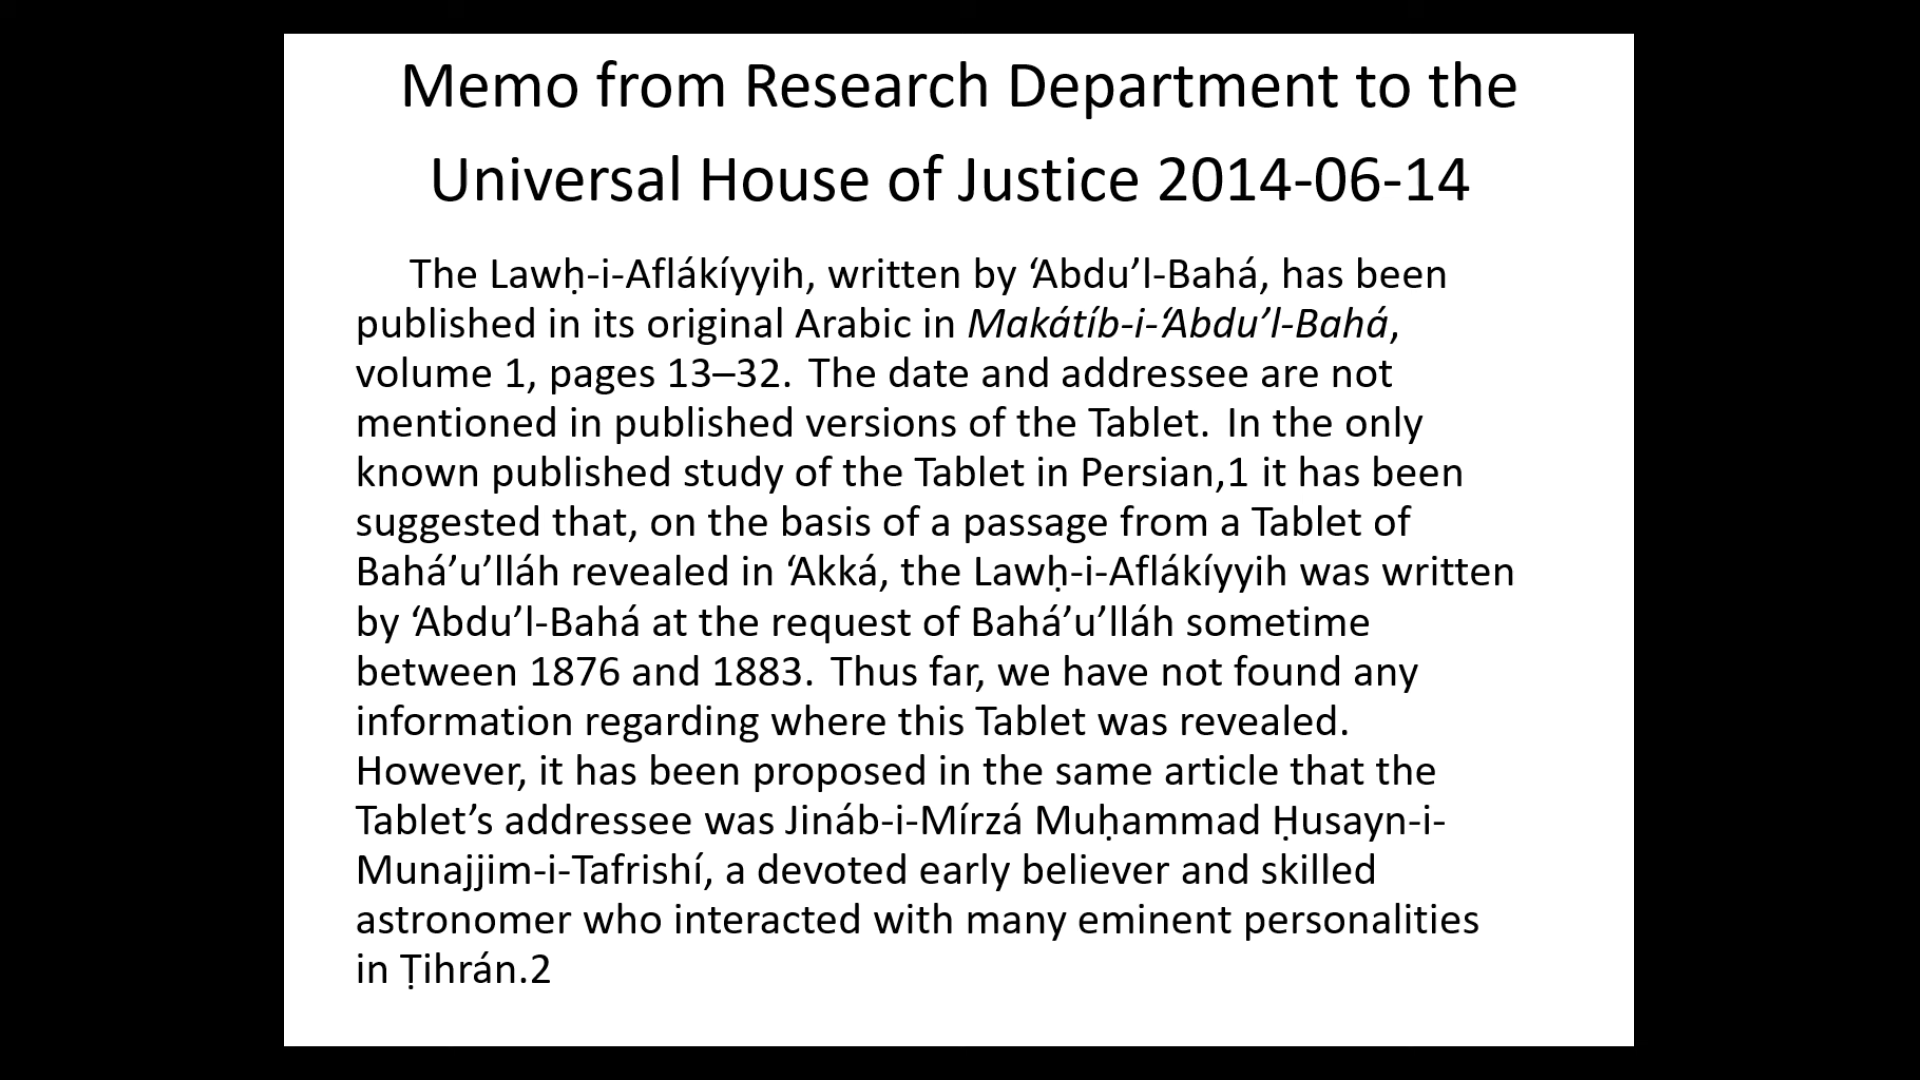 Memo from Research Department to the
Universal House of Justice 2014-06-14
The Lawḥ-i-Aflákíyyih, written by ‘Abdu’l-Bahá, has been
published in its original Arabic in Makátíb-i-‘Abdu’l-Bahá,
volume 1, pages 13–32. The date and addressee are not
mentioned in published versions of the Tablet. In the only
known published study of the Tablet in Persian,1 it has been
suggested that, on the basis of a passage from a Tablet of
Bahá’u’lláh revealed in ‘Akká, the Lawḥ-i-Aflákíyyih was written
by ‘Abdu’l-Bahá at the request of Bahá’u’lláh sometime
between 1876 and 1883. Thus far, we have not found any
information regarding where this Tablet was revealed.
However, it has been proposed in the same article that the
Tablet’s addressee was Jináb-i-Mírzá Muḥammad Ḥusayn-i-
Munajjim-i-Tafrishí, a devoted early believer and skilled
astronomer who interacted with many eminent personalities
in Ṭihrán.2